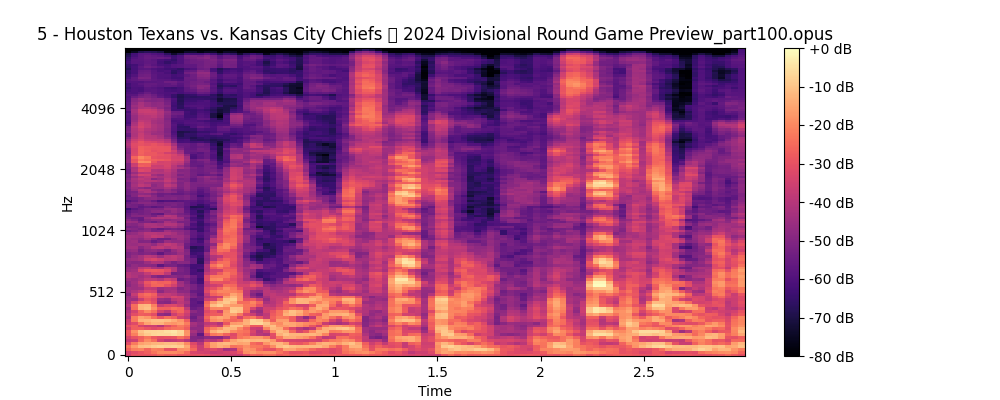 5 - Houston Texans vs. Kansas City Chiefs ▯ 2024 Divisional Round Game Preview_part100.opus
+0 dB
4096
-10 dB
-20 dB
2048
-30 dB
Hz
-40 dB
1024
-50 dB
512
-60 dB
-70 dB
0
-80 dB
0 0.5 1 1.5 2 2.5
Time